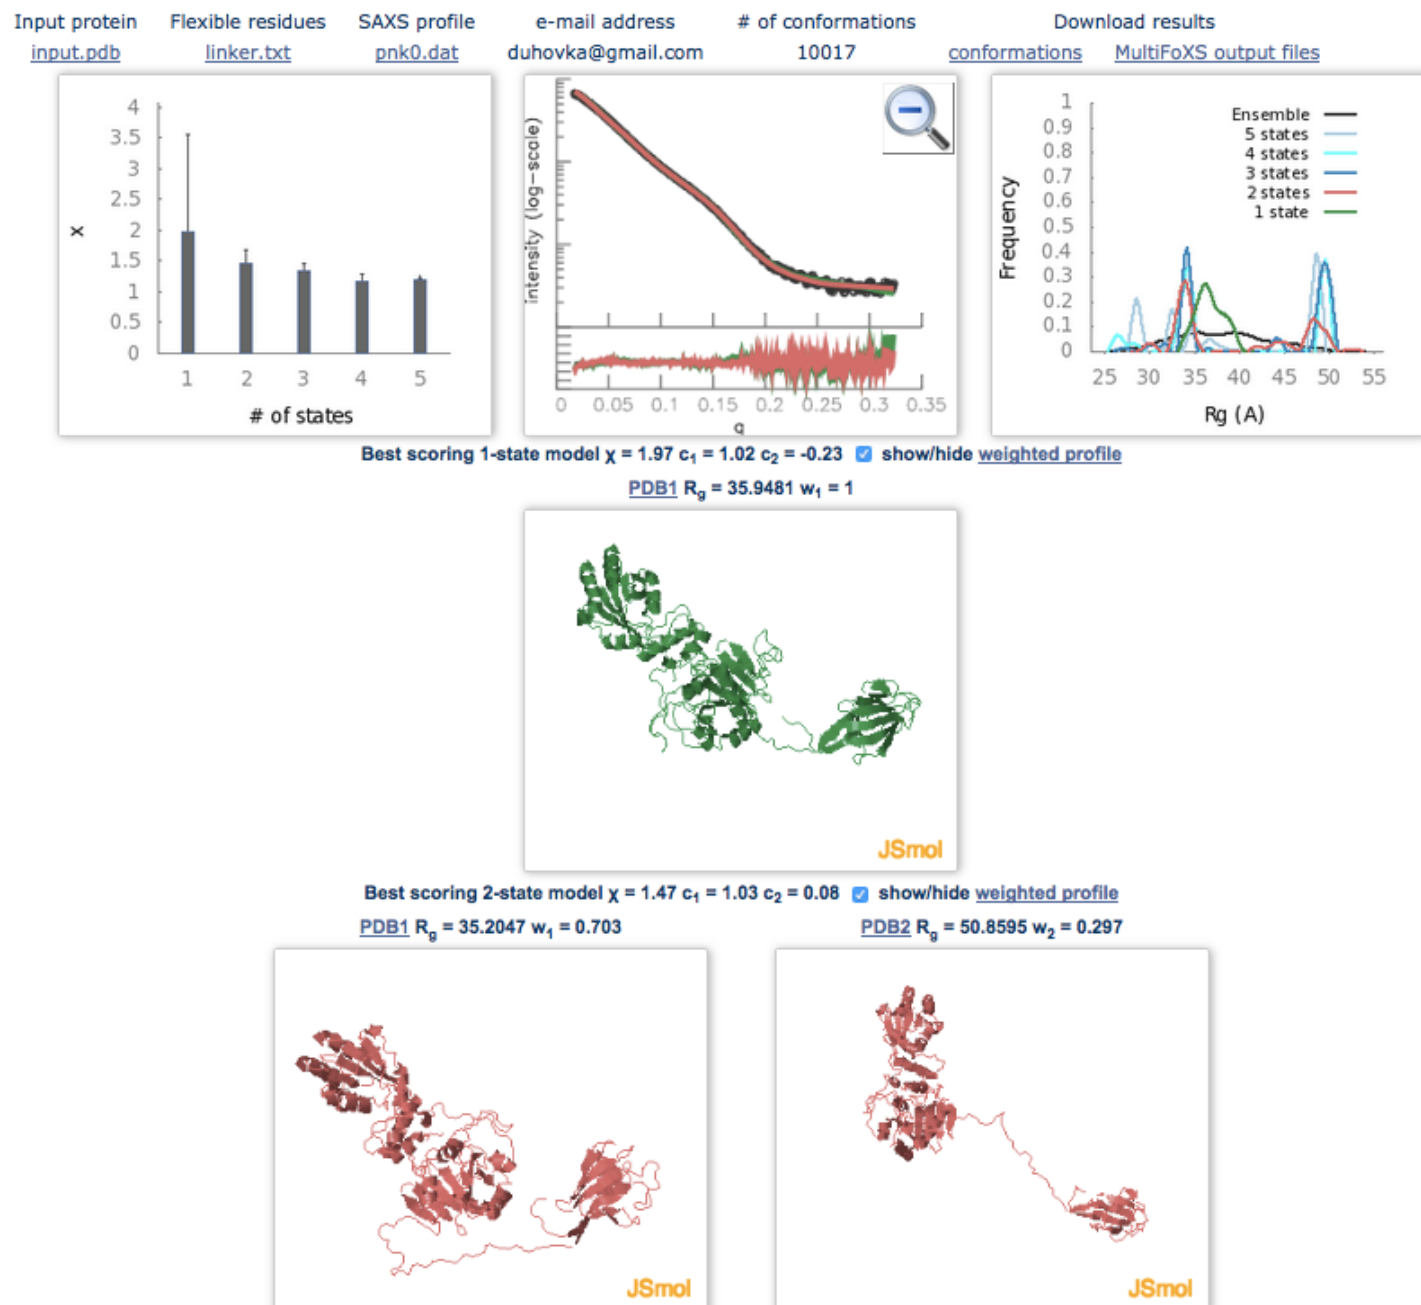 Input protein Flexible residues SAXS profile e-mail address # of conformations Download results
input.pdb linker.txt pnk0.dat duhovka@gmail.com 10017 conformations MultiFoXS output files
4
3.5
3
2.5
2
1.5
1
0.5
0
χ
1 2 3 4 5
# of states
intensity (log-scale)
0 0.05 0.1 0.15 0.2 0.25 0.3 0.35
q
1
0.9
0.8
0.7
0.6
0.5
0.4
0.3
0.2
0.1
0
Frequency
Ensemble
5 states
4 states
3 states
2 states
1 state
25 30 35 40 45 50 55
Rg (A)
Best scoring 1-state model χ = 1.97 c₁ = 1.02 c₂ = -0.23 show/hide weighted profile
PDB1 Rg = 35.9481 w₁ = 1
JSmol
Best scoring 2-state model χ = 1.47 c₁ = 1.03 c₂ = 0.08 show/hide weighted profile
PDB1 Rg = 35.2047 w₁ = 0.703 PDB2 Rg = 50.8595 w₂ = 0.297
JSmol JSmol